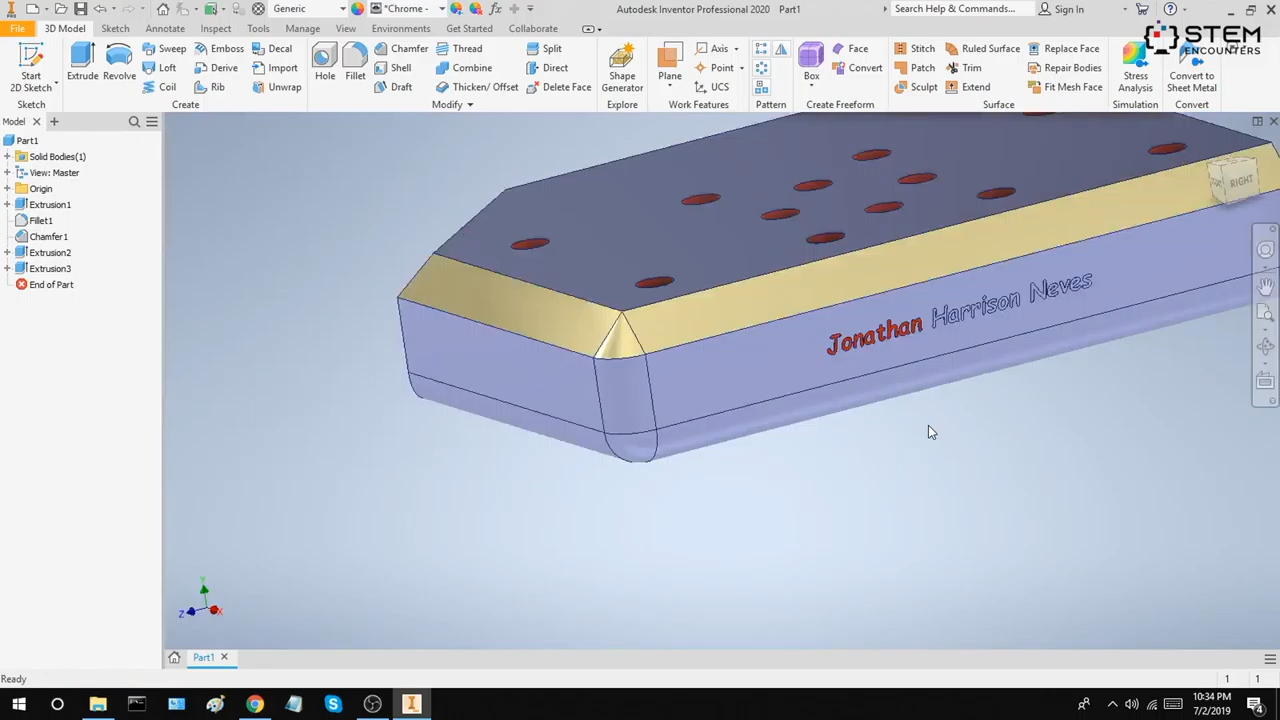 Generic
*Chrome
Autodesk Inventor Professional 2020 Part1
Search Help & Commands...
Sign In
STEM
ENCOUNTERS
File 3D Model Sketch Annotate Inspect Tools Manage View Environments Get Started Collaborate
Start
2D Sketch
Sketch
Extrude
Revolve
Sweep
Loft
Coil
Emboss
Derive
Rib
Decal
Import
Unwrap
Create
Hole
Fillet
Chamfer
Shell
Draft
Thread
Combine
Thicken/ Offset
Split
Direct
Delete Face
Modify
Shape
Generator
Explore
Plane
Axis
Point
UCS
Work Features
Pattern
Box
Face
Convert
Create Freeform
Stitch
Patch
Sculpt
Ruled Surface
Trim
Extend
Replace Face
Repair Bodies
Fit Mesh Face
Surface
Stress
Analysis
Simulation
Convert to
Sheet Metal
Convert
Model
Part1
Solid Bodies(1)
View: Master
Origin
Extrusion1
Fillet1
Chamfer1
Extrusion2
Extrusion3
End of Part
RIGHT
Jonathan Harrison Neves
Y
Z
X
Part1
Ready
1 1
10:34 PM
7/2/2019
4